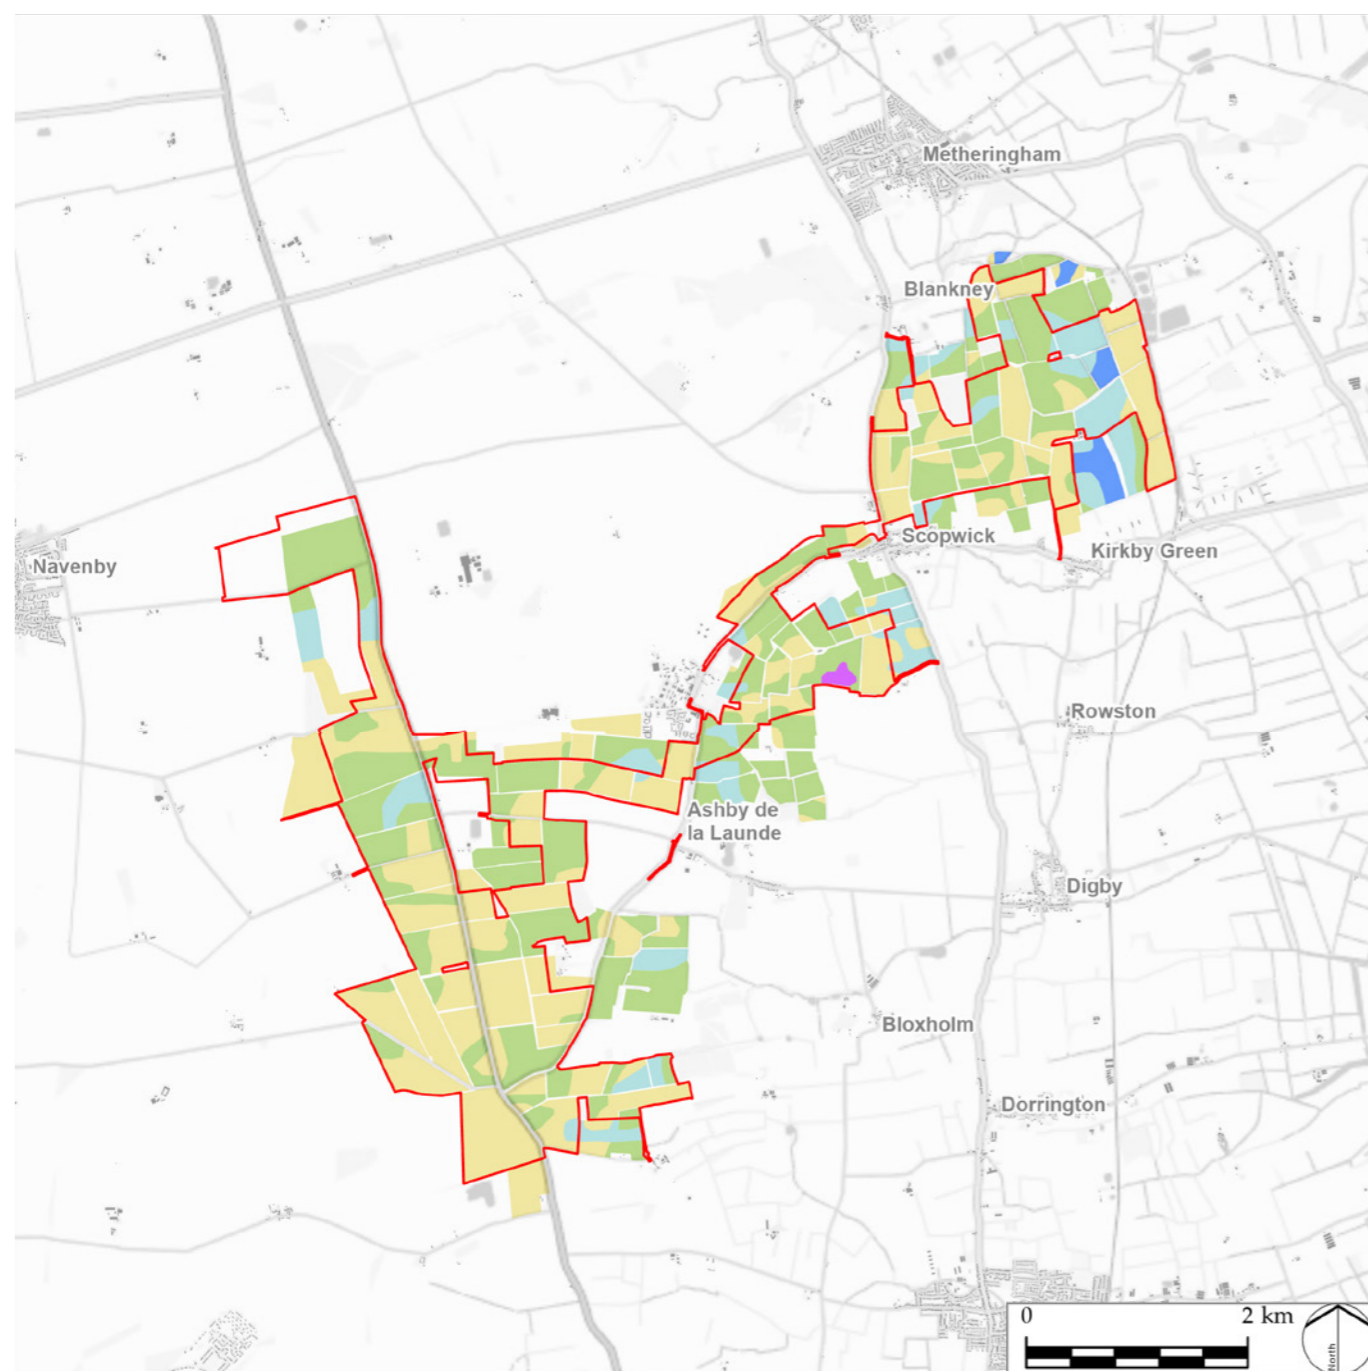 Metheringham
Blankney
Scopwick
Kirkby Green
Navenby
Rowston
Ashby de
la Launde
Digby
Bloxholm
Dorrington
0 2 km
North